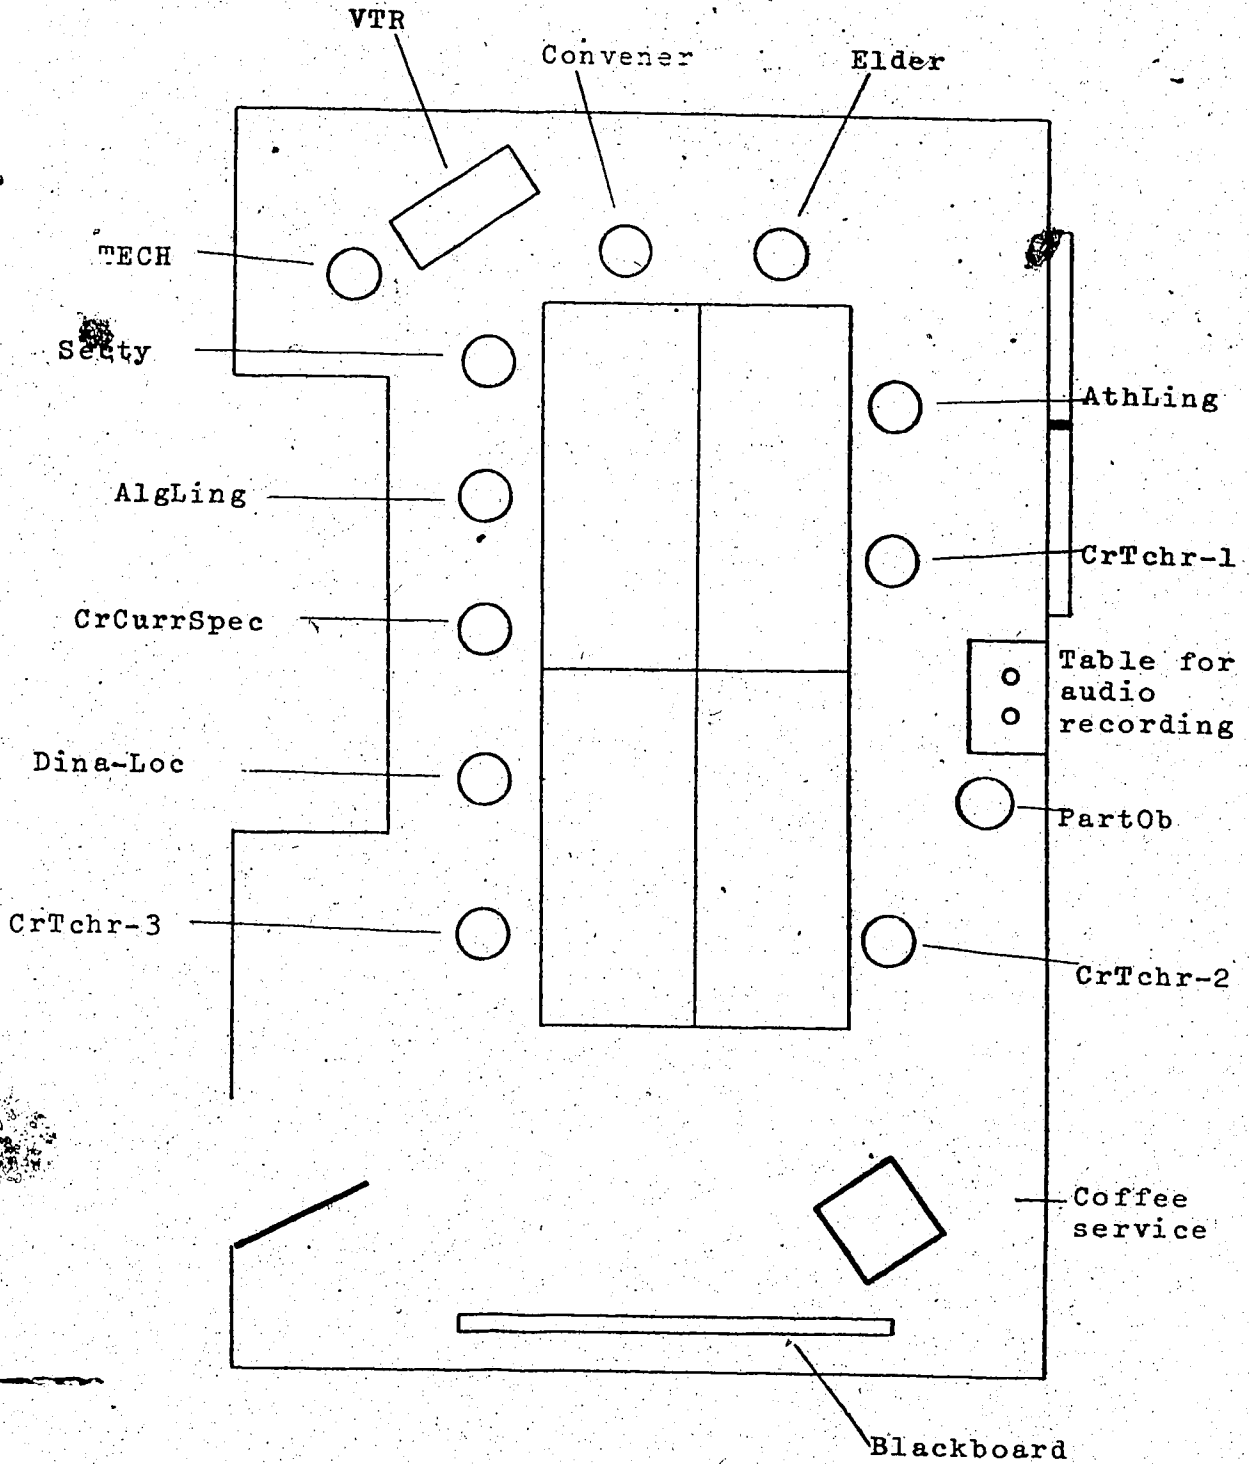 VTR
Convener
Elder
TECH
Secty
AthLing
AlgLing
CrTchr-1
CrCurrSpec
Table for
audio
recording
Dina-Loc
PartOb
CrTchr-3
CrTchr-2
Coffee
service
Blackboard